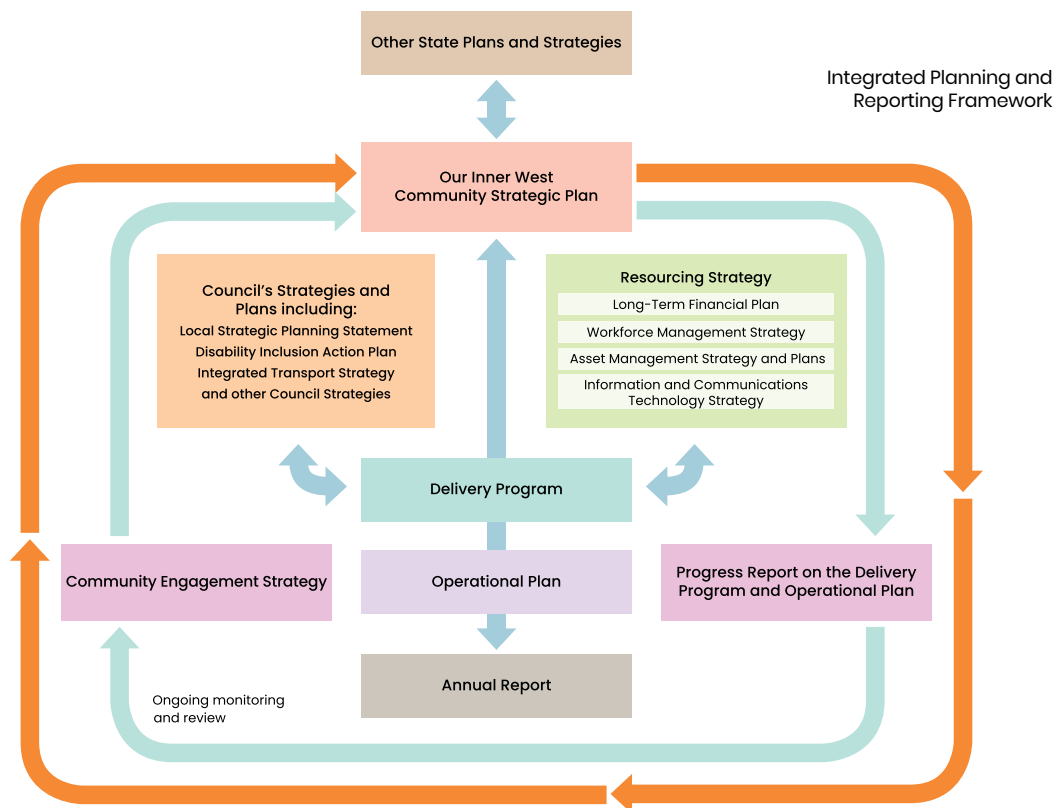 Other State Plans and Strategies
Integrated Planning and
Reporting Framework
Our Inner West
Community Strategic Plan
Council’s Strategies and
Plans including:
Local Strategic Planning Statement
Disability Inclusion Action Plan
Integrated Transport Strategy
and other Council Strategies
Resourcing Strategy
Long-Term Financial Plan
Workforce Management Strategy
Asset Management Strategy and Plans
Information and Communications
Technology Strategy
Delivery Program
Community Engagement Strategy
Operational Plan
Progress Report on the Delivery
Program and Operational Plan
Annual Report
Ongoing monitoring
and review